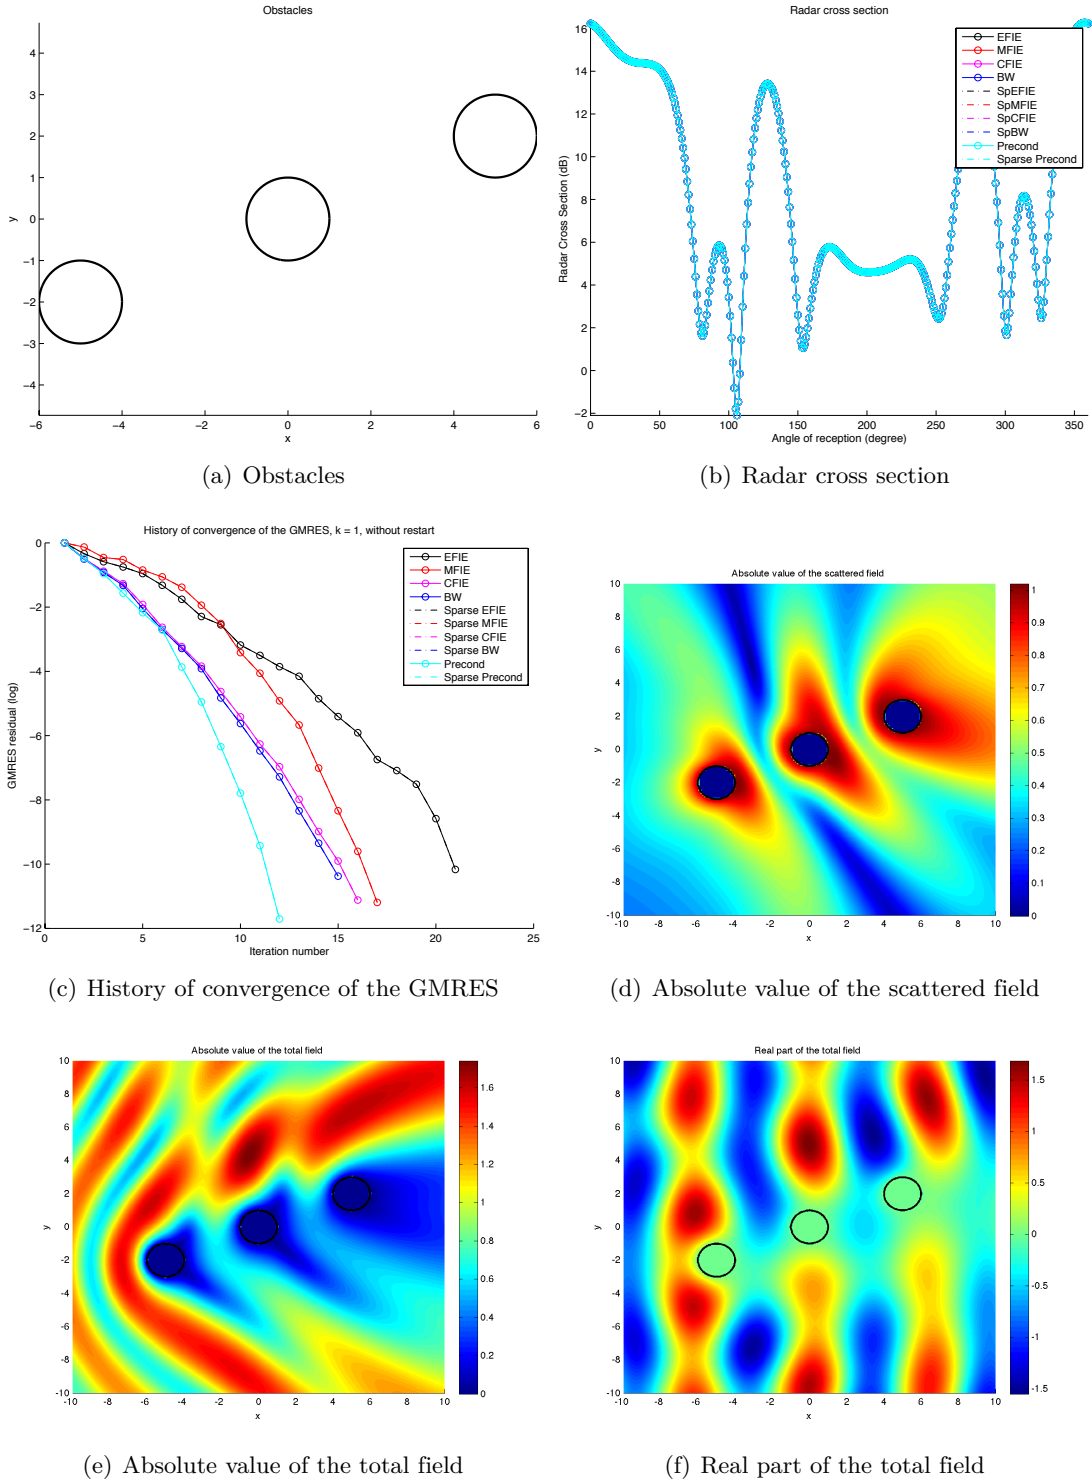 Obstacles
4
3
2
1
0
−1
−2
−3
−4
y
−6 −4 −2 0 2 4 6
x
(a) Obstacles
Radar cross section
16
14
12
10
8
6
4
2
0
−2
Radar Cross Section (dB)
0 50 100 150 200 250 300 350
Angle of reception (degree)
EFIE
MFIE
CFIE
BW
SpEFIE
SpMFIE
SpCFIE
SpBW
Precond
Sparse Precond
(b) Radar cross section
History of convergence of the GMRES, k = 1, without restart
0
−2
−4
−6
−8
−10
−12
GMRES residual (log)
0 5 10 15 20 25
Iteration number
EFIE
MFIE
CFIE
BW
Sparse EFIE
Sparse MFIE
Sparse CFIE
Sparse BW
Precond
Sparse Precond
(c) History of convergence of the GMRES
Absolute value of the scattered field
10
8
6
4
2
0
-2
-4
-6
-8
-10
y
-10 -8 -6 -4 -2 0 2 4 6 8 10
x
1
0.9
0.8
0.7
0.6
0.5
0.4
0.3
0.2
0.1
0
(d) Absolute value of the scattered field
Absolute value of the total field
10
8
6
4
2
0
-2
-4
-6
-8
-10
y
-10 -8 -6 -4 -2 0 2 4 6 8 10
x
1.6
1.4
1.2
1
0.8
0.6
0.4
0.2
0
(e) Absolute value of the total field
Real part of the total field
10
8
6
4
2
0
-2
-4
-6
-8
-10
y
-10 -8 -6 -4 -2 0 2 4 6 8 10
x
1.5
1
0.5
0
-0.5
-1
-1.5
(f) Real part of the total field